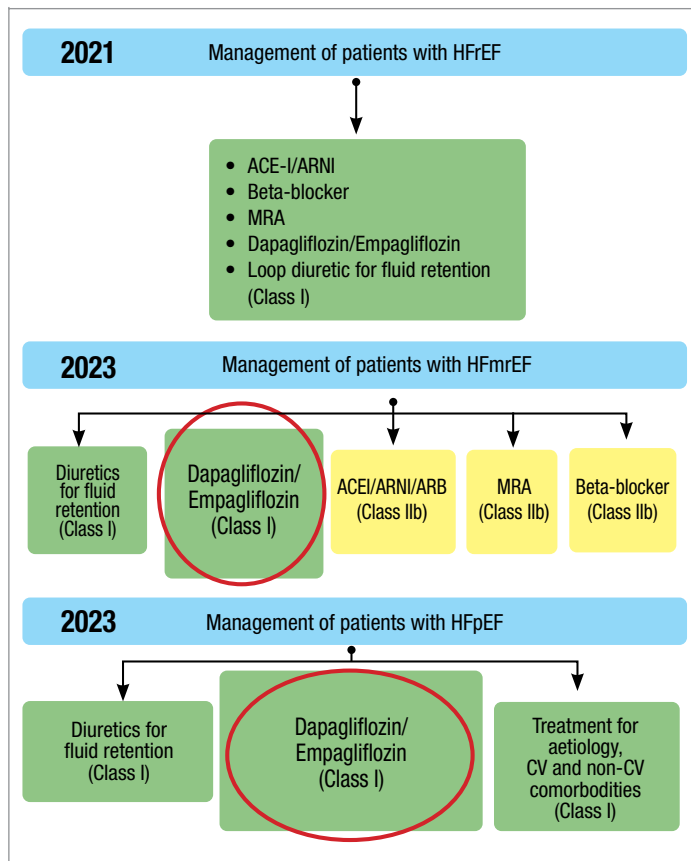 2021 Management of patients with HFrEF
• ACE-I/ARNI
• Beta-blocker
• MRA
• Dapagliflozin/Empagliflozin
• Loop diuretic for fluid retention
(Class I)
2023 Management of patients with HFmrEF
Diuretics
for fluid
retention
(Class I)
Dapagliflozin/
Empagliflozin
(Class I)
ACEI/ARNI/ARB
(Class IIb)
MRA
(Class IIb)
Beta-blocker
(Class IIb)
2023 Management of patients with HFpEF
Diuretics for
fluid retention
(Class I)
Dapagliflozin/
Empagliflozin
(Class I)
Treatment for
aetiology,
CV and non-CV
comorbodities
(Class I)